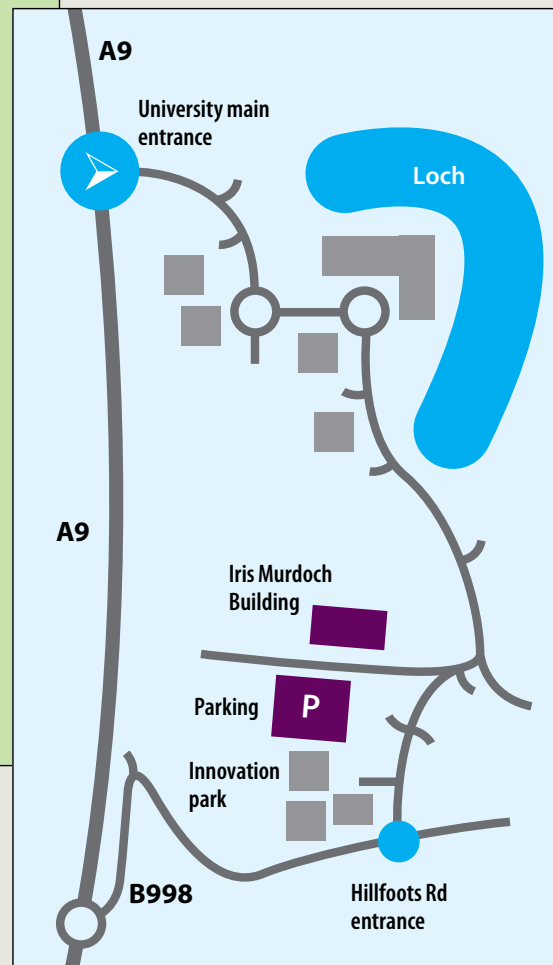 A9
University main
entrance
Loch
A9
Iris Murdoch
Building
Parking
P
Innovation
park
B998
Hillfoots Rd
entrance